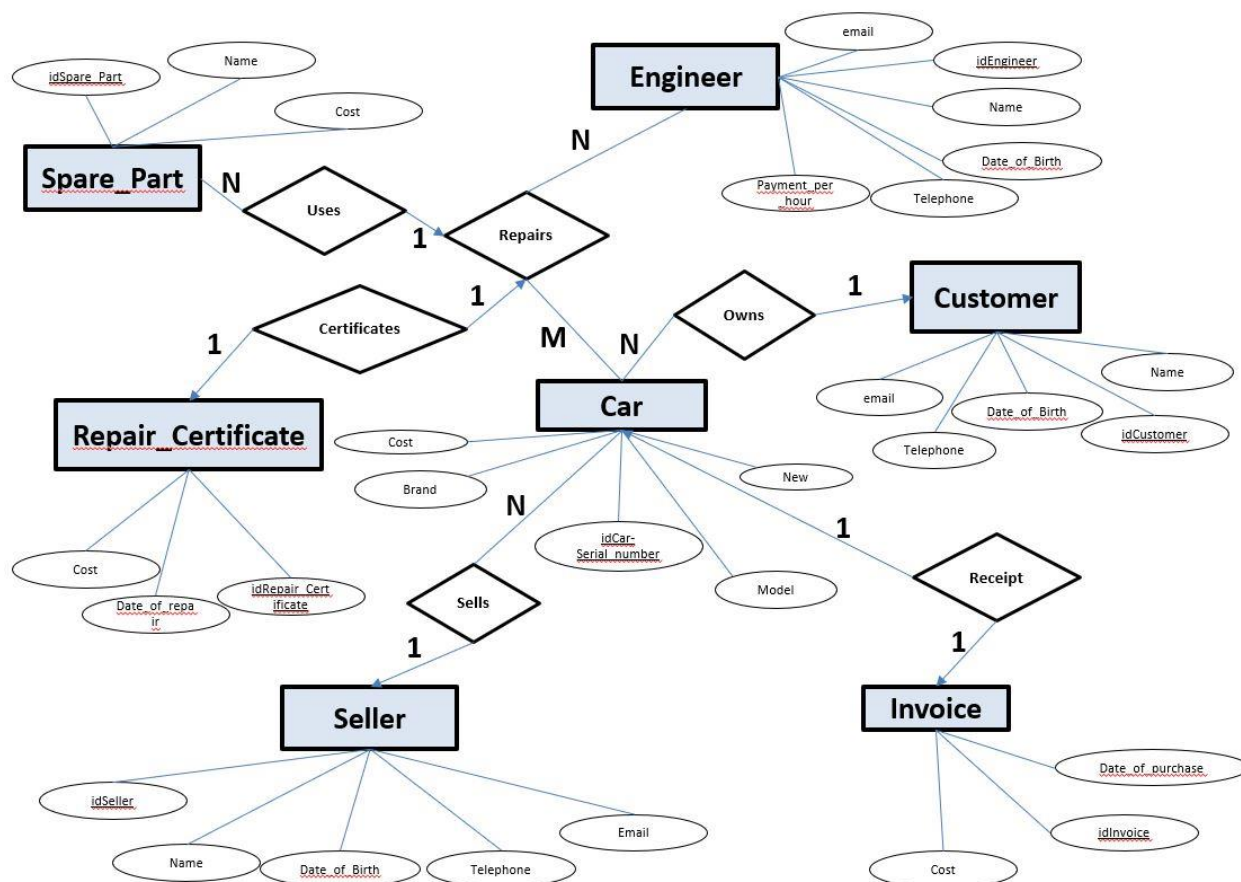 email
Name
idSpare_Part
Engineer
idEngineer
Cost
Name
N
Spare_Part
N
Date_of_Birth
Payment_per
_hour
Telephone
Uses
1
Repairs
1
1
Customer
Certificates
Owns
1
M
N
Name
Car
email
Date_of_Birth
idCustomer
Repair_Certificate
Cost
Telephone
New
Brand
N
1
idCar-
Serial_number
Cost
idRepair_Cert
ificate
Date_of_repa
ir
Model
Receipt
Sells
1
1
Seller
Invoice
Date_of_purchase
idSeller
Email
idInvoice
Name
Date_of_Birth
Telephone
Cost